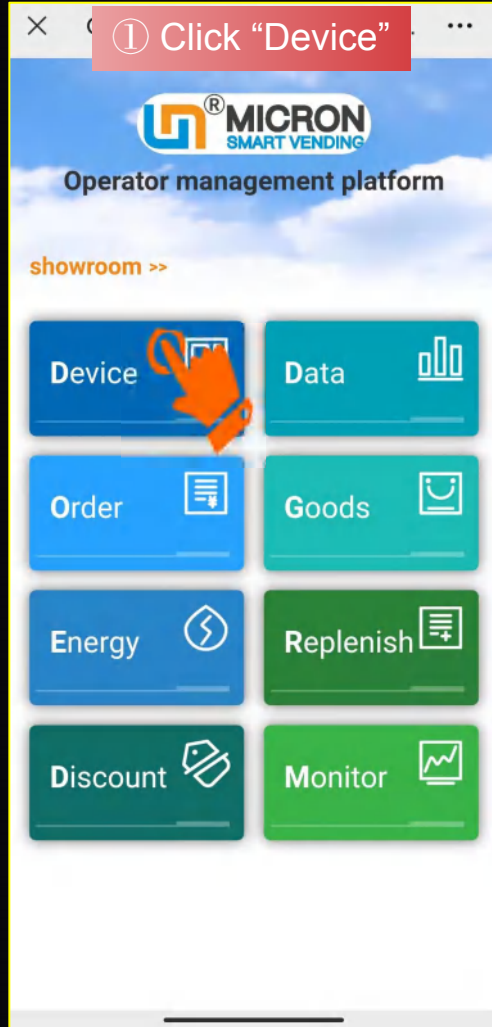 ① Click “Device”
® MICRON
SMART VENDING
Operator management platform
showroom >>
Device
Data
Order
Goods
Energy
Replenish
Discount
Monitor